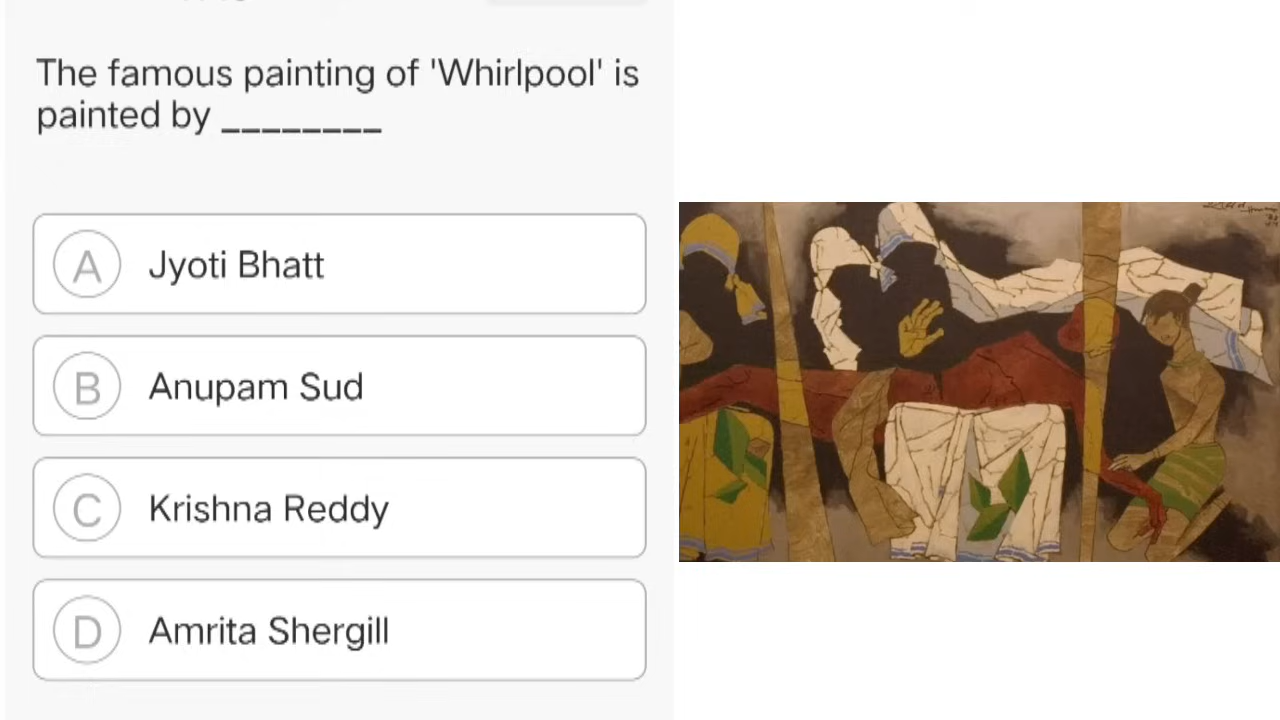 The famous painting of 'Whirlpool' is
painted by ________
A Jyoti Bhatt
B Anupam Sud
C Krishna Reddy
D Amrita Shergill